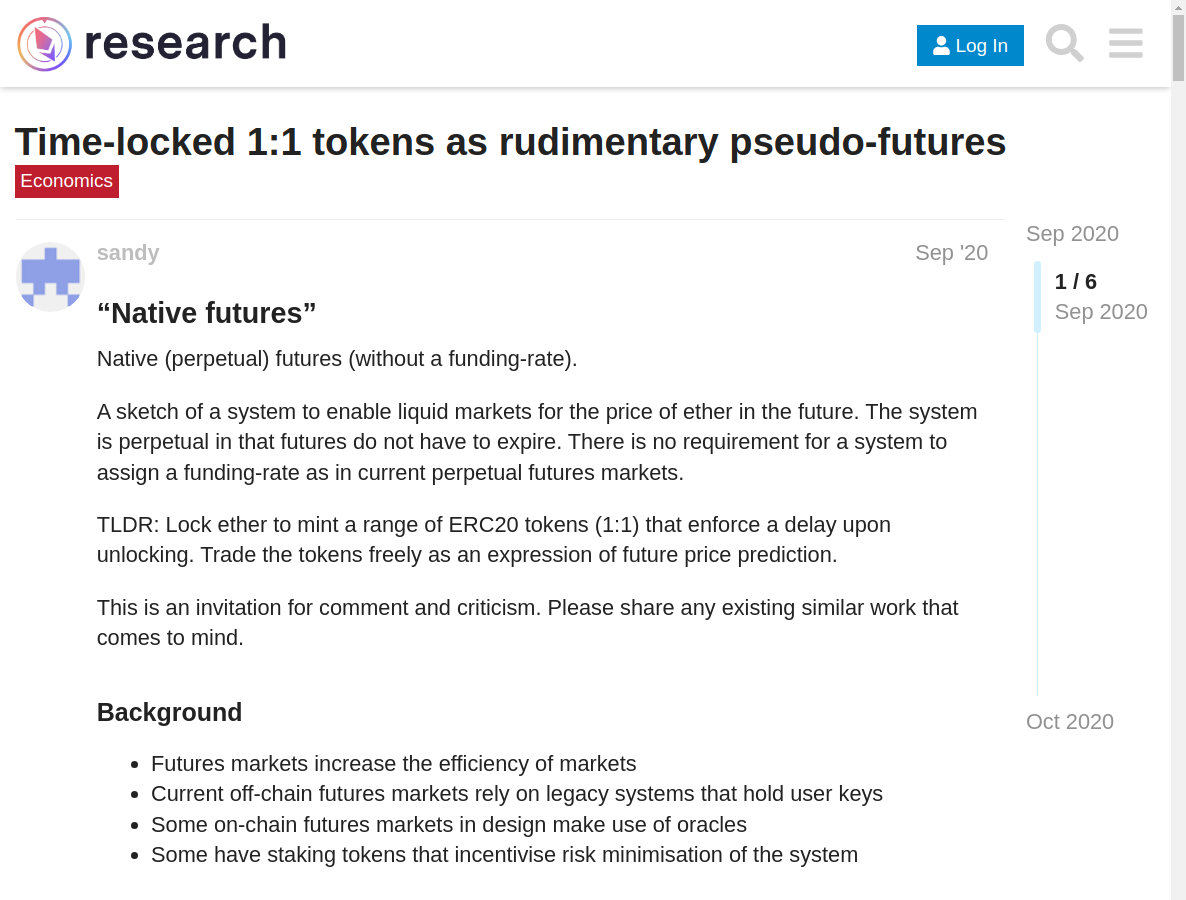 research
Log In
Time-locked 1:1 tokens as rudimentary pseudo-futures
Economics
sandy
Sep '20
“Native futures”
Native (perpetual) futures (without a funding-rate).
A sketch of a system to enable liquid markets for the price of ether in the future. The system
is perpetual in that futures do not have to expire. There is no requirement for a system to
assign a funding-rate as in current perpetual futures markets.
TLDR: Lock ether to mint a range of ERC20 tokens (1:1) that enforce a delay upon
unlocking. Trade the tokens freely as an expression of future price prediction.
This is an invitation for comment and criticism. Please share any existing similar work that
comes to mind.
Background
Futures markets increase the efficiency of markets
Current off-chain futures markets rely on legacy systems that hold user keys
Some on-chain futures markets in design make use of oracles
Some have staking tokens that incentivise risk minimisation of the system
Sep 2020
1 / 6
Sep 2020
Oct 2020